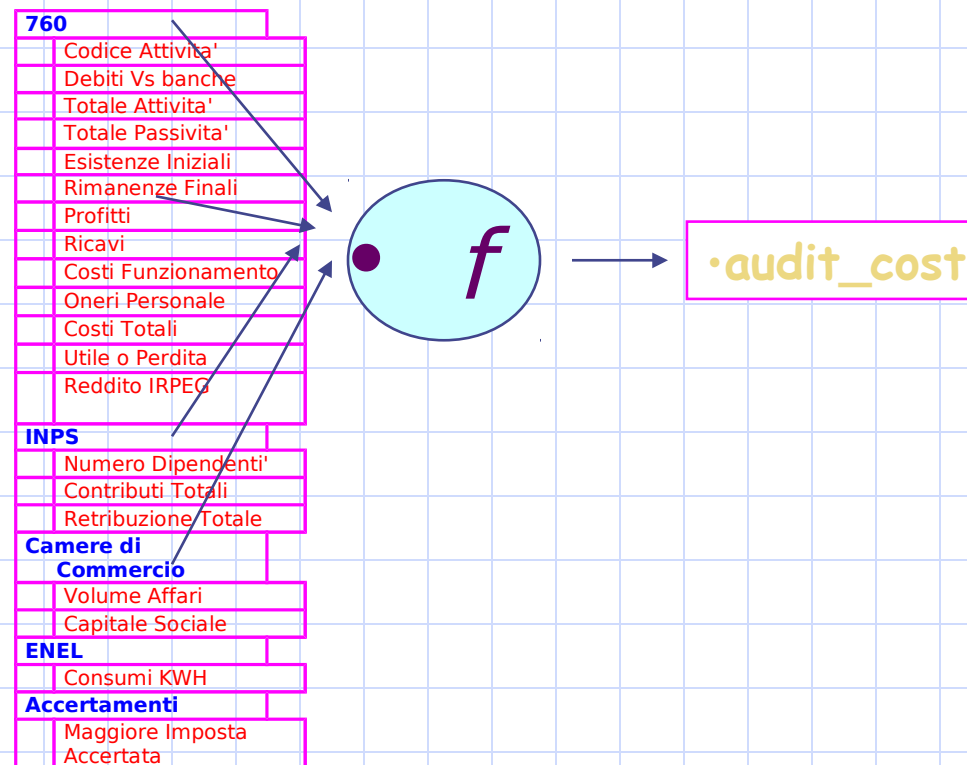 760
Codice Attivita'
Debiti Vs banche
Totale Attivita'
Totale Passivita'
Esistenze Iniziali
Rimanenze Finali
Profitti
Ricavi
Costi Funzionamento
Oneri Personale
Costi Totali
Utile o Perdita
Reddito IRPEG
INPS
Numero Dipendenti'
Contributi Totali
Retribuzione Totale
Camere di
Commercio
Volume Affari
Capitale Sociale
ENEL
Consumi KWH
Accertamenti
Maggiore Imposta
Accertata
• f
•audit_cost